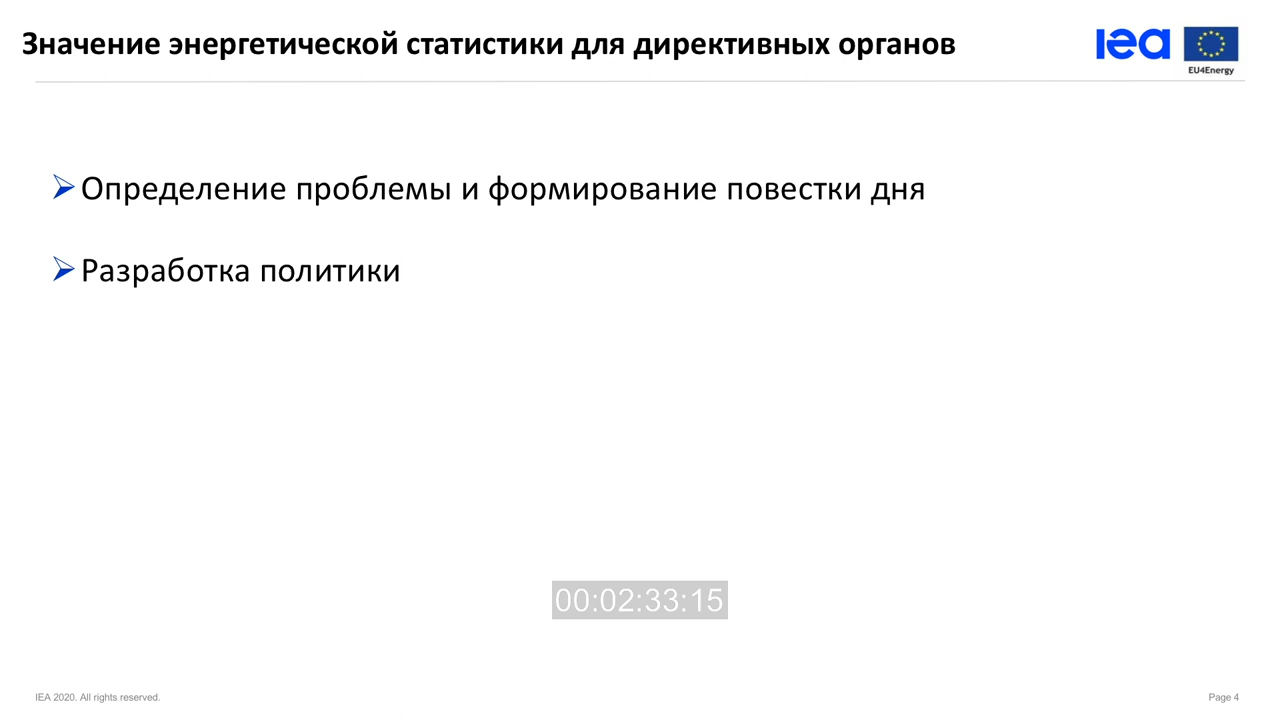 Значение энергетической статистики для директивных органов
iea
EU4Energy
Определение проблемы и формирование повестки дня
Разработка политики
00:02:33:15
IEA 2020. All rights reserved.
Page 4